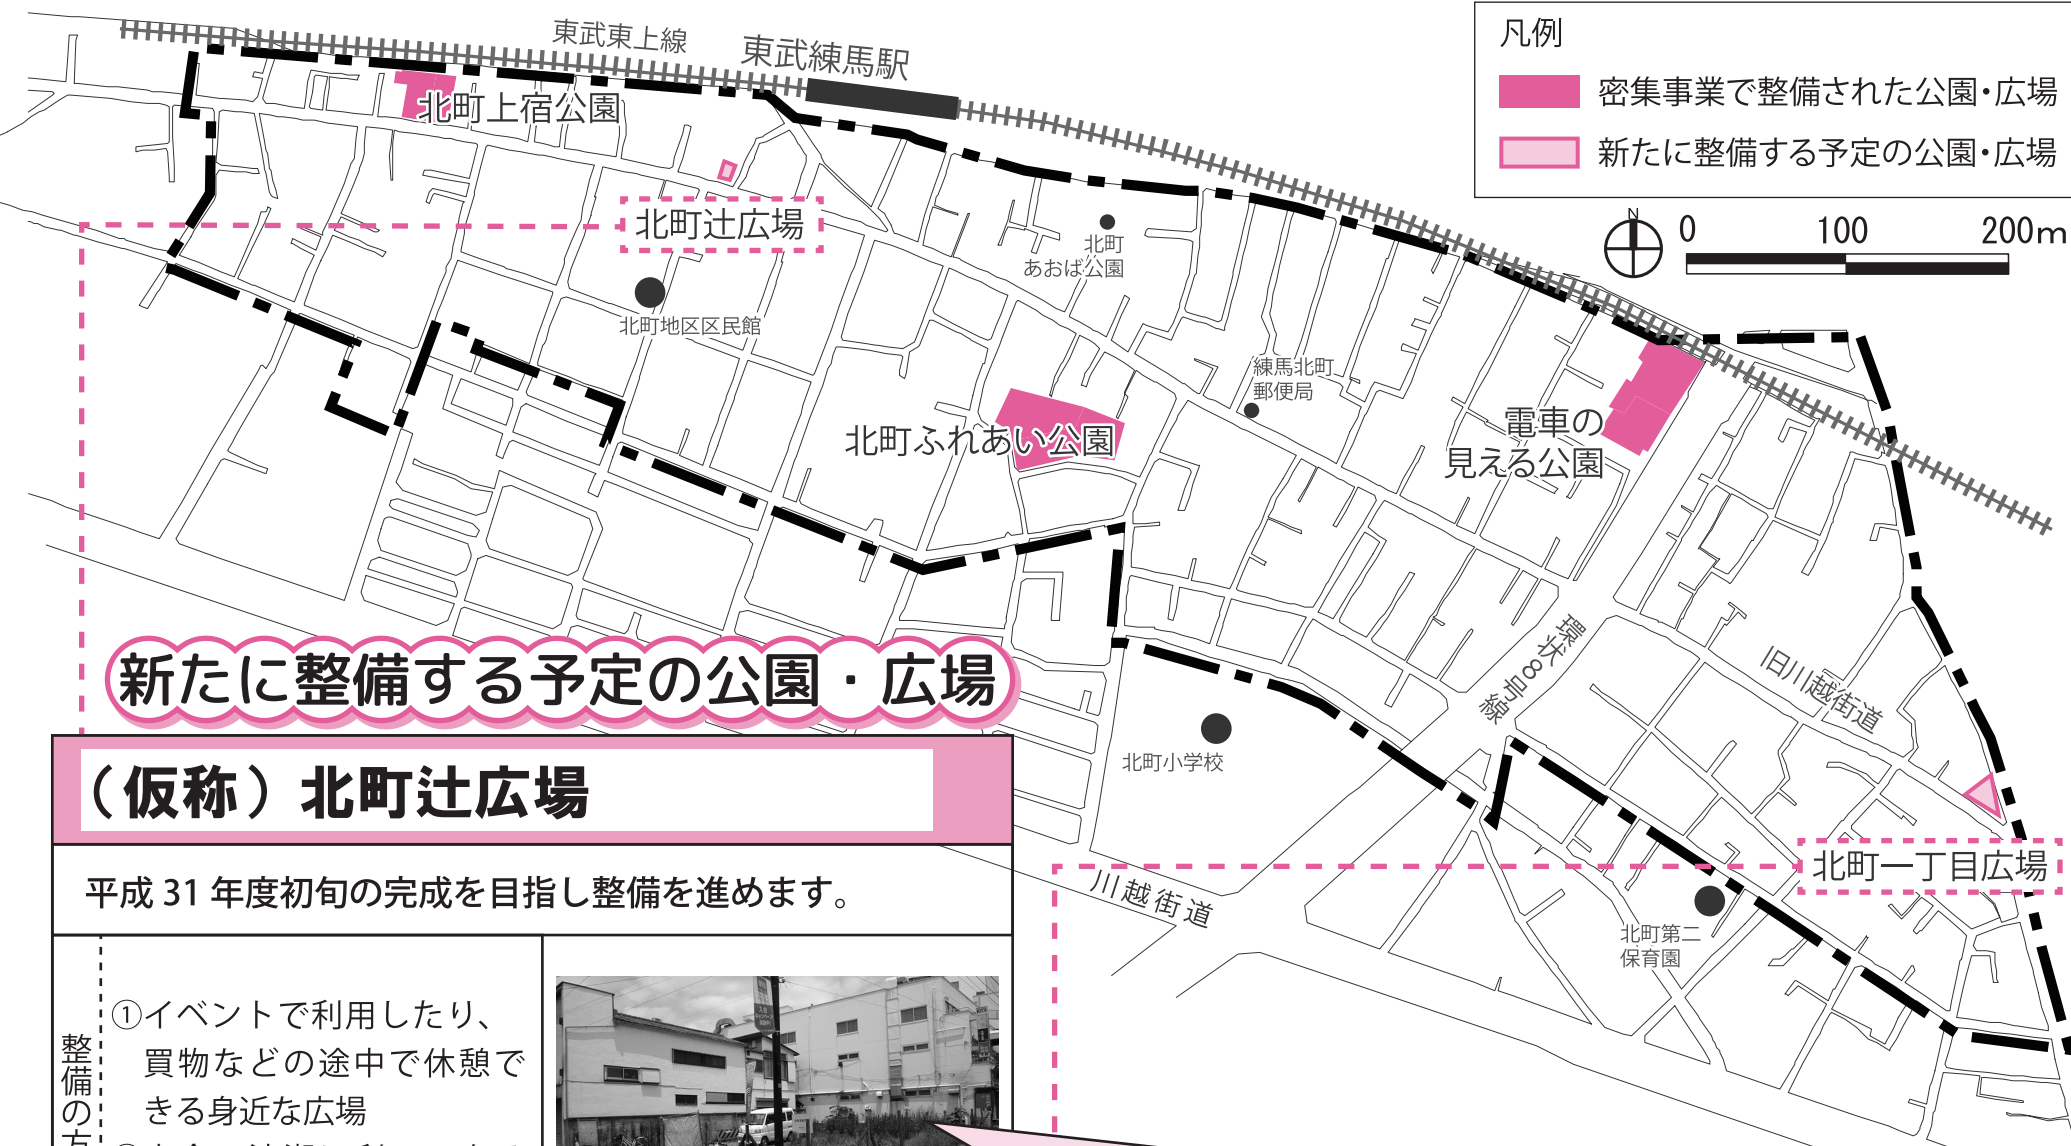 東武東上線
東武練馬駅
凡例
密集事業で整備された公園・広場
新たに整備する予定の公園・広場
N
0 100 200m
北町上宿公園
北町辻広場
北町
あおば公園
北町地区区民館
練馬北町
郵便局
北町ふれあい公園
電車の
見える公園
環状8号線
旧川越街道
北町小学校
北町一丁目広場
川越街道
北町第二
保育園
新たに整備する予定の公園・広場
（仮称）北町辻広場
平成 31 年度初旬の完成を目指し整備を進めます。
整備の方
①イベントで利用したり、
買物などの途中で休憩で
きる身近な広場